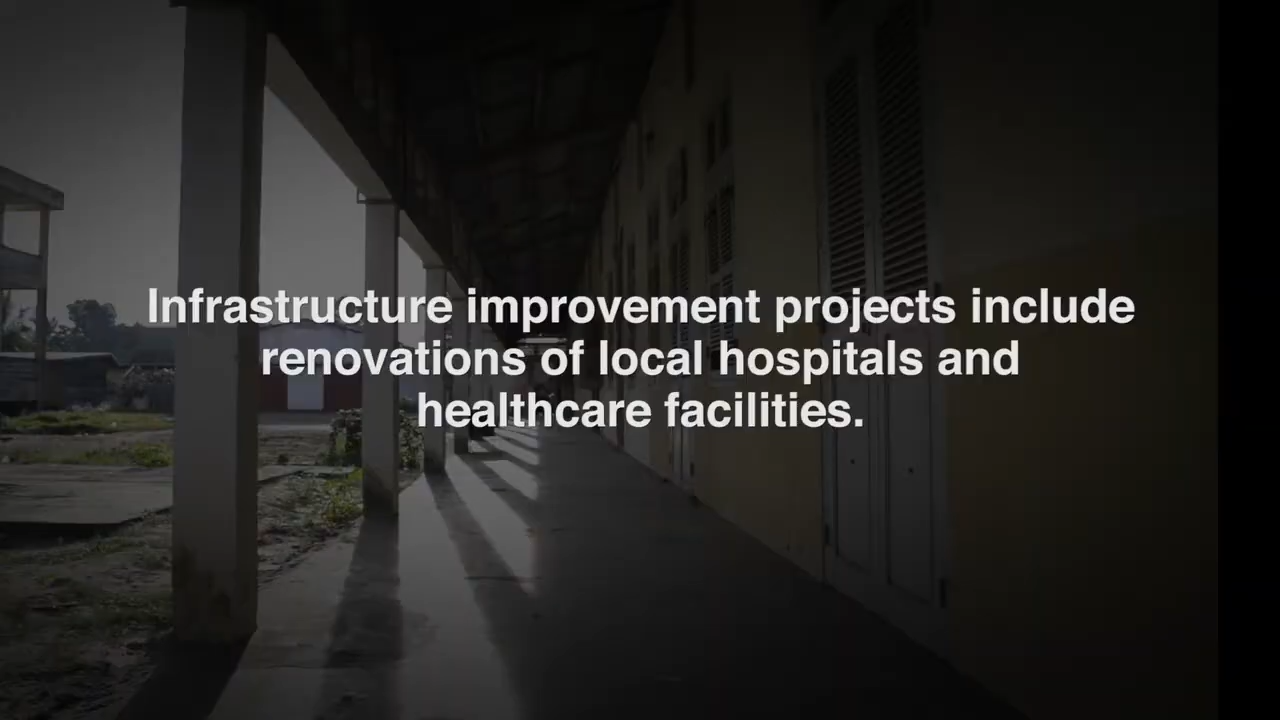 Infrastructure improvement projects include
renovations of local hospitals and
healthcare facilities.